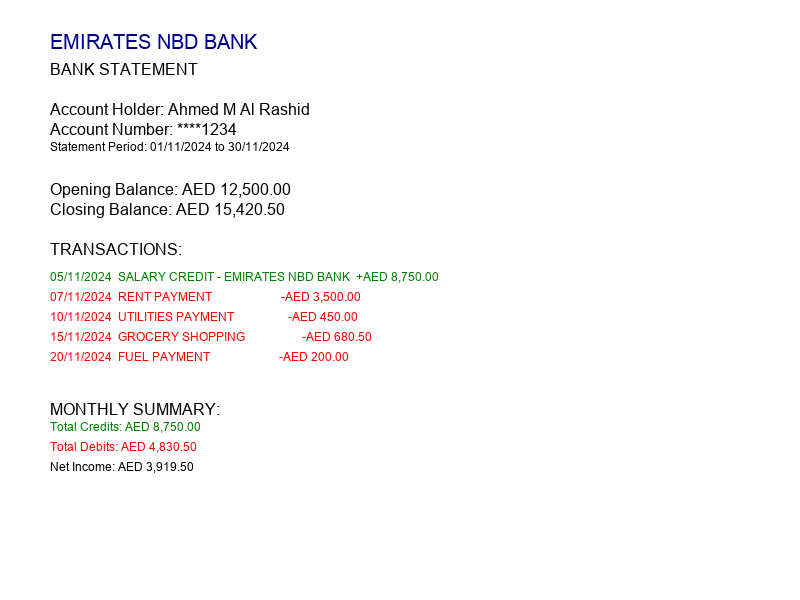 EMIRATES NBD BANK
BANK STATEMENT
Account Holder: Ahmed M Al Rashid
Account Number: ****1234
Statement Period: 01/11/2024 to 30/11/2024
Opening Balance: AED 12,500.00
Closing Balance: AED 15,420.50
TRANSACTIONS:
05/11/2024 SALARY CREDIT - EMIRATES NBD BANK +AED 8,750.00
07/11/2024 RENT PAYMENT -AED 3,500.00
10/11/2024 UTILITIES PAYMENT -AED 450.00
15/11/2024 GROCERY SHOPPING -AED 680.50
20/11/2024 FUEL PAYMENT -AED 200.00
MONTHLY SUMMARY:
Total Credits: AED 8,750.00
Total Debits: AED 4,830.50
Net Income: AED 3,919.50